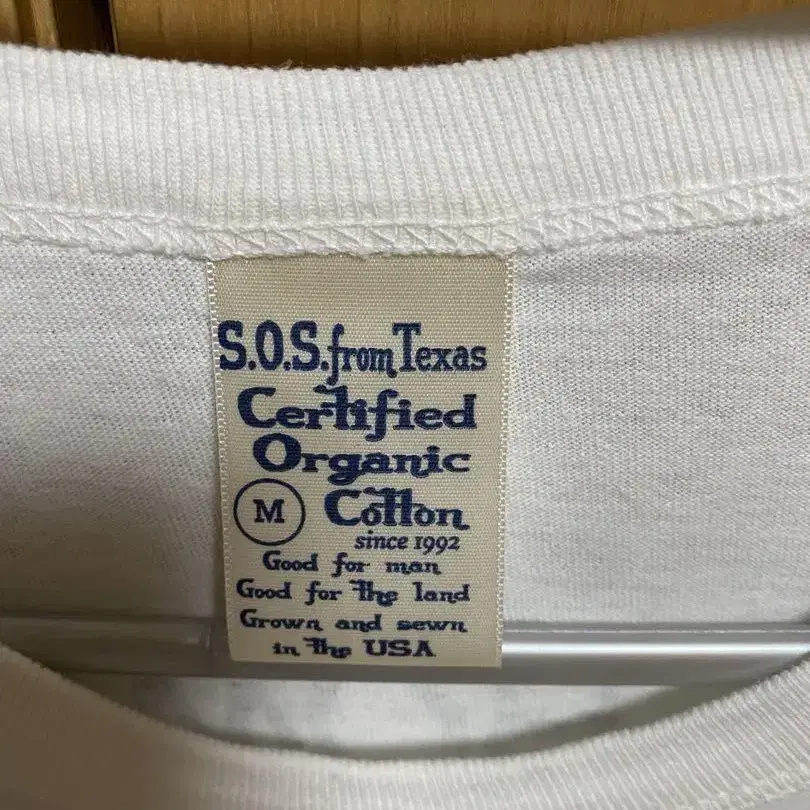 S.O.S. from Texas
Certified
Organic
M Cotton
since 1992
Good for man
Good for the land
Grown and sewn
in the USA